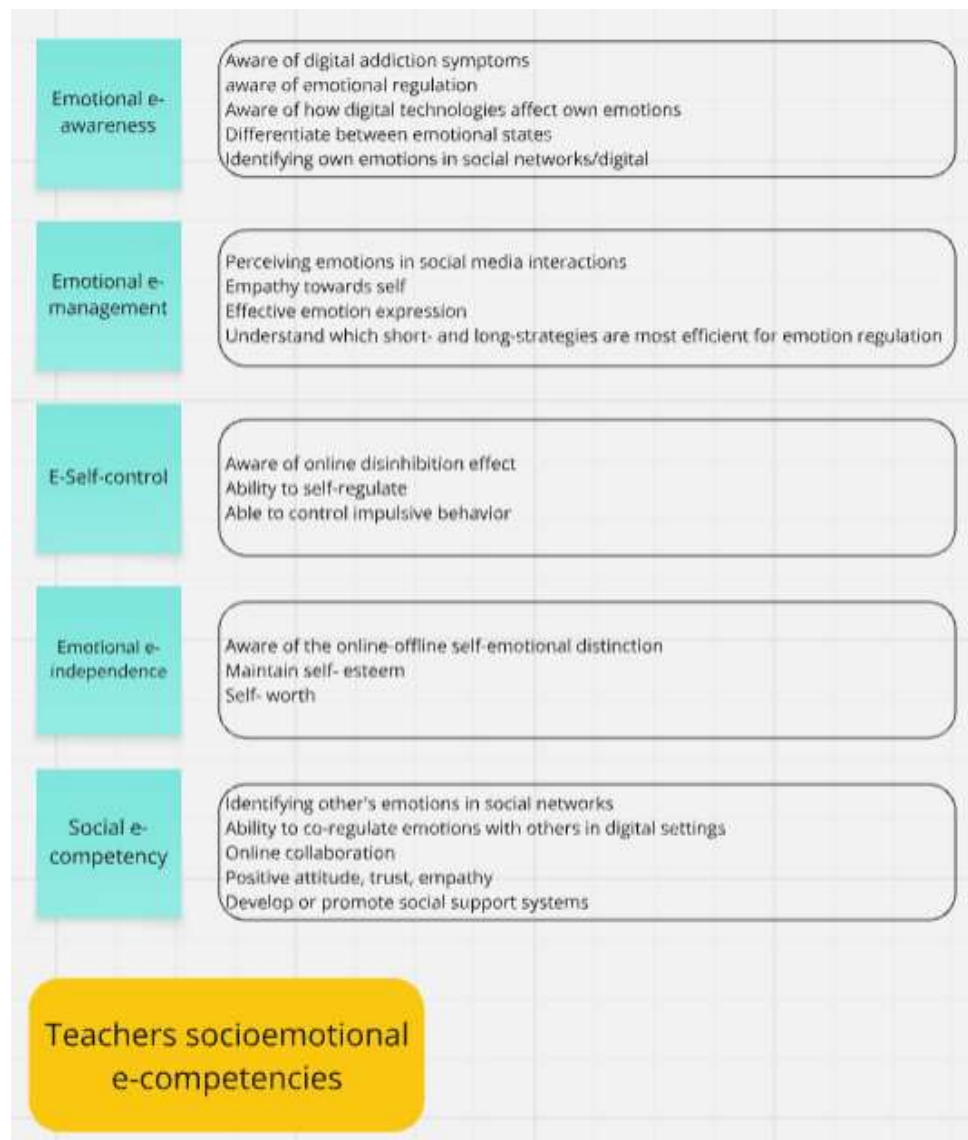 Emotional e-
awareness
Aware of digital addiction symptoms
aware of emotional regulation
Aware of how digital technologies affect own emotions
Differentiate between emotional states
Identifying own emotions in social networks/digital
Emotional e-
management
Perceiving emotions in social media interactions
Empathy towards self
Effective emotion expression
Understand which short- and long-strategies are most efficient for emotion regulation
E-Self-control
Aware of online disinhibition effect
Ability to self-regulate
Able to control impulsive behavior
Emotional e-
independence
Aware of the online-offline self-emotional distinction
Maintain self- esteem
Self- worth
Social e-
competency
Identifying other's emotions in social networks
Ability to co-regulate emotions with others in digital settings
Online collaboration
Positive attitude, trust, empathy
Develop or promote social support systems
Teachers socioemotional
e-competencies